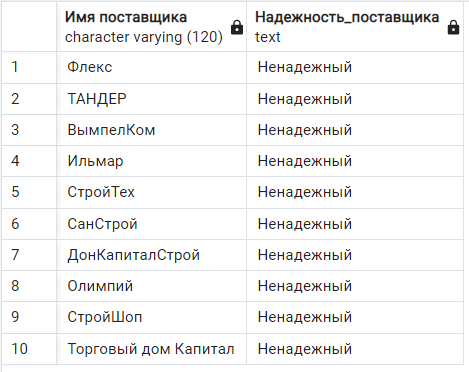 Имя поставщика Надежность_поставщика
character varying (120) text
1 Флекс Ненадежный
2 ТАНДЕР Ненадежный
3 ВымпелКом Ненадежный
4 Ильмар Ненадежный
5 СтройТех Ненадежный
6 СанСтрой Ненадежный
7 ДонКапиталСтрой Ненадежный
8 Олимпий Ненадежный
9 СтройШоп Ненадежный
10 Торговый дом Капитал Ненадежный